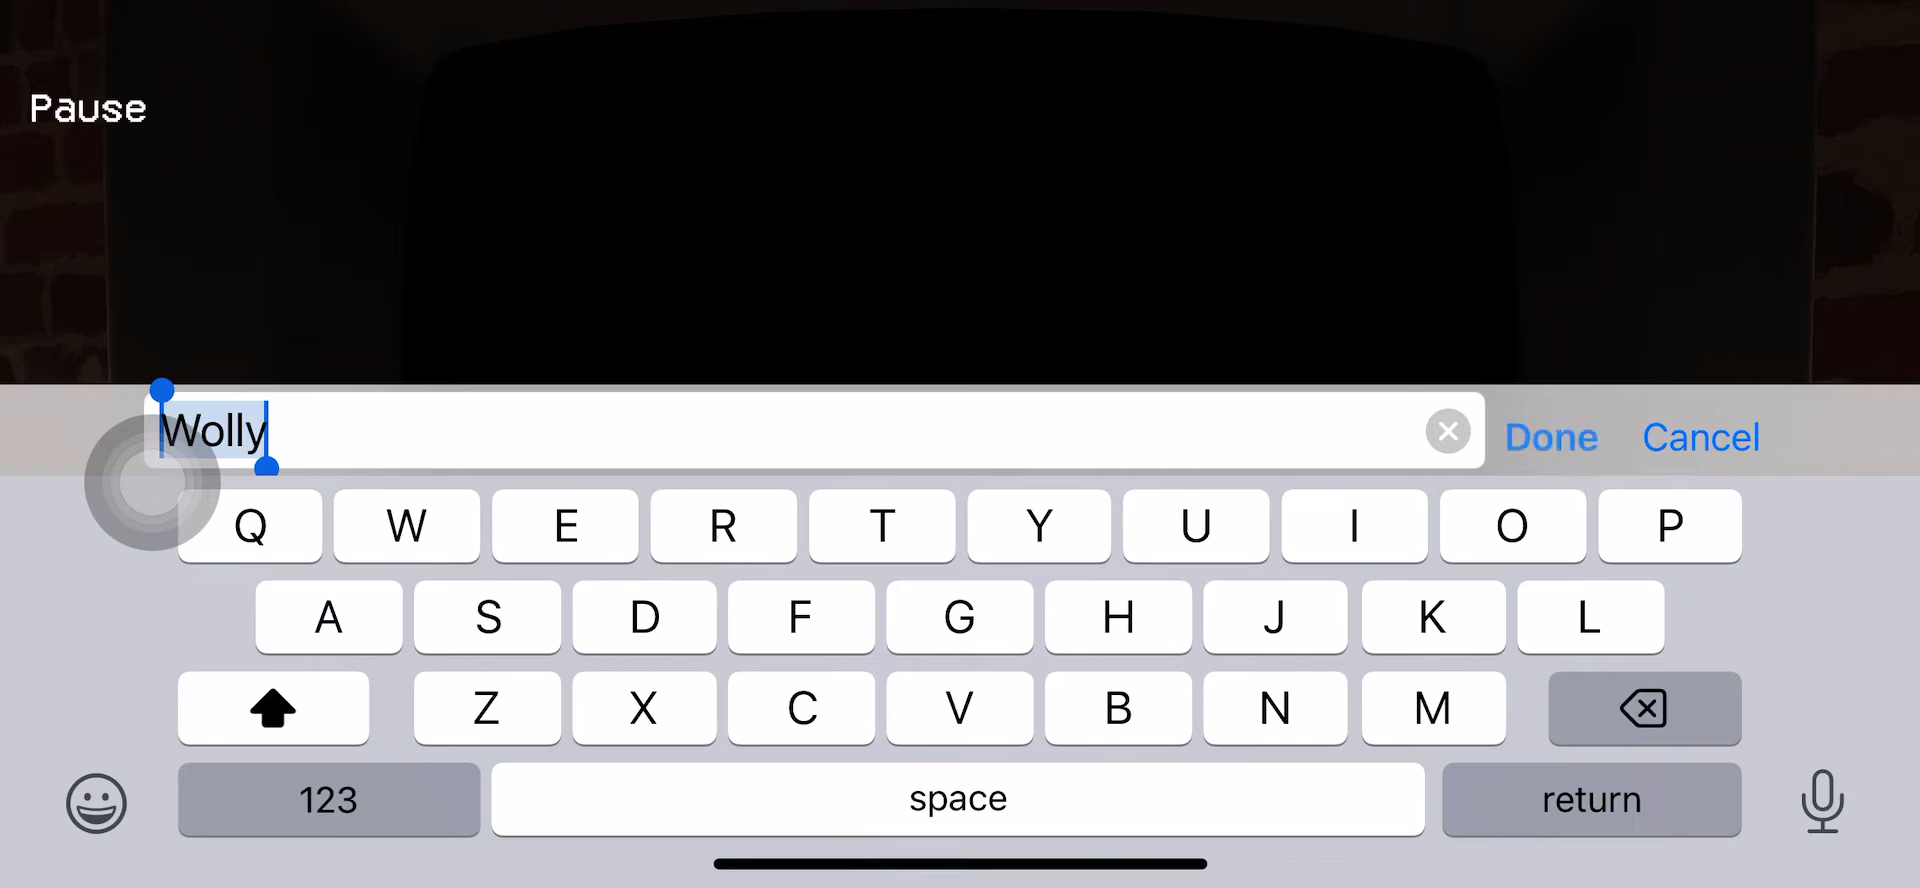 Pause
Wolly
Done Cancel
Q W E R T Y U I O P
A S D F G H J K L
Z X C V B N M
123 space return